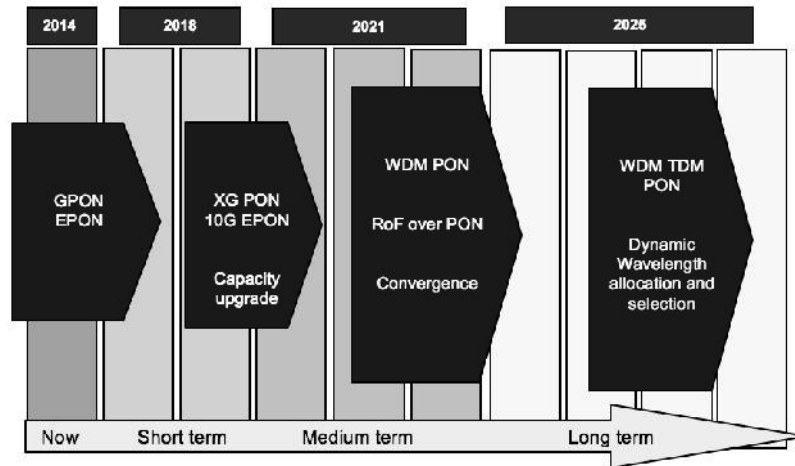 2014
2018
2021
2025
GPON
EPON
XG PON
10G EPON
Capacity
upgrade
WDM PON
RoF over PON
Convergence
WDM TDM
PON
Dynamic
Wavelength
allocation and
selection
Now
Short term
Medium term
Long term